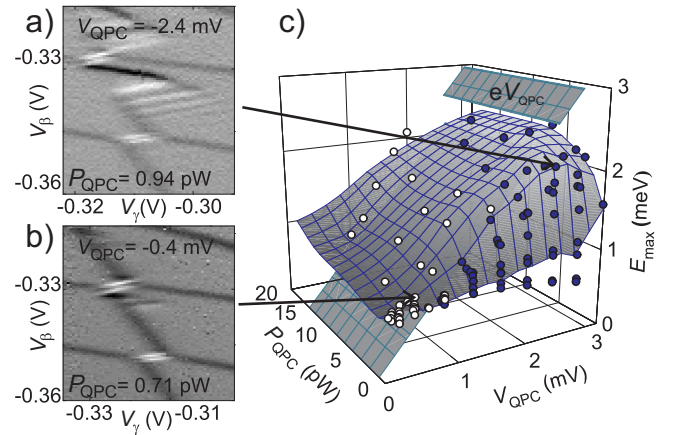 a)
V_QPC = -2.4 mV
-0.33
V_β (V)
-0.36
P_QPC= 0.94 pW
-0.32
V_γ(V)
-0.30
b)
V_QPC = -0.4 mV
-0.33
V_β (V)
-0.36
P_QPC= 0.71 pW
-0.33
V_γ (V)
-0.31
c)
eV_QPC
3
2
1
0
E_max (meV)
20
15
10
5
0
P_QPC (pW)
0
1
2
3
V_QPC (mV)